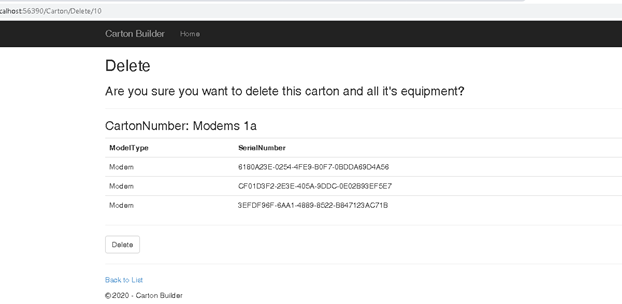 calhost:56390/Carton/Delete/10
Carton Builder Home
Delete
Are you sure you want to delete this carton and all it's equipment?
CartonNumber: Modems 1a
ModelType SerialNumber
Modem 6180A23E-0254-4FE9-B0F7-0BDDA69D4A56
Modem CF01D3F2-2E3E-405A-9DDC-0E02B93EF5E7
Modem 3EFDF96F-6AA1-4889-8522-B847123AC71B
Delete
Back to List
© 2020 - Carton Builder